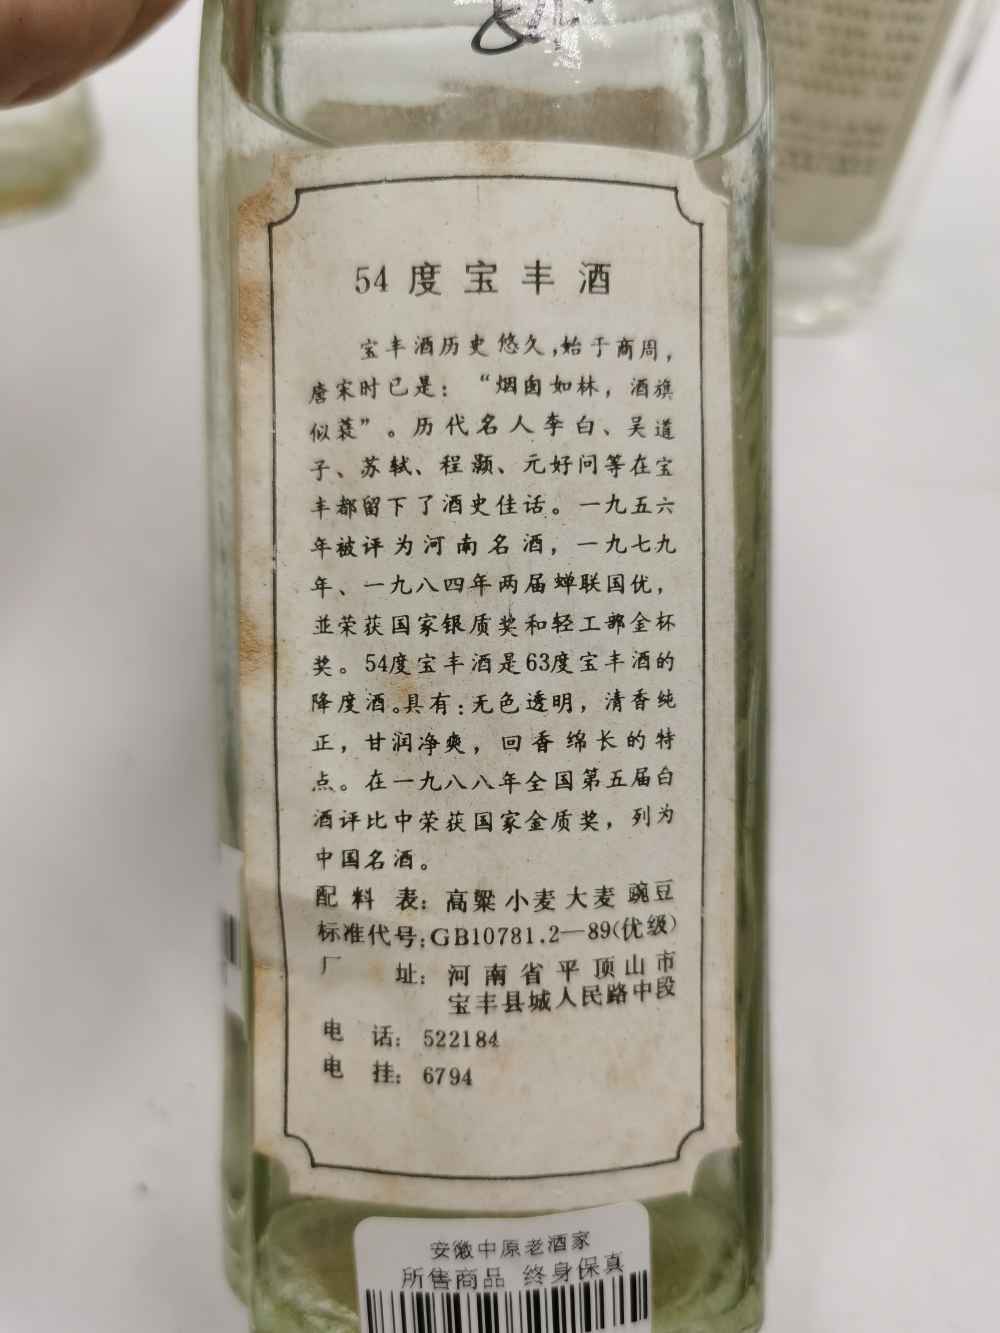 54度宝丰酒
宝丰酒历史悠久,始于商周，
唐宋时已是：“烟囱如林，酒旗
似蓑”。历代名人李白、吴道
子、苏轼、程灏、元好问等在宝
丰都留下了酒史佳话。一九五六
年被评为河南名酒，一九七九
年、一九八四年两届蝉联国优，
並荣获国家银质奖和轻工部金杯
奖。54度宝丰酒是63度宝丰酒的
降度酒。具有：无色透明，清香纯
正，甘润净爽，回香绵长的特
点。在一九八八年全国第五届白
酒评比中荣获国家金质奖，列为
中国名酒。
配料表：高粱 小麦 大麦 豌豆
标准代号：GB10781.2—89(优级)
厂址：河南省平顶山市
宝丰县城人民路中段
电话：522184
电挂：6794
安徽中原老酒家
所售商品 终身保真